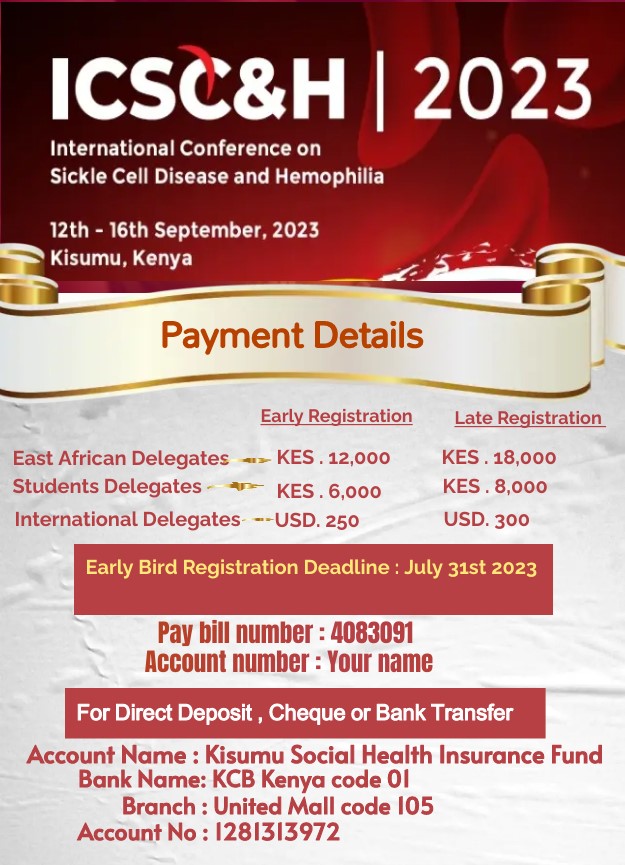 ICSC&H | 2023
International Conference on
Sickle Cell Disease and Hemophilia
12th - 16th September, 2023
Kisumu, Kenya
Payment Details
Early Registration Late Registration
East African Delegates KES . 12,000 KES . 18,000
Students Delegates KES . 6,000 KES . 8,000
International Delegates USD. 250 USD. 300
Early Bird Registration Deadline : July 31st 2023
Pay bill number : 4083091
Account number : Your name
For Direct Deposit , Cheque or Bank Transfer
Account Name : Kisumu Social Health Insurance Fund
Bank Name: KCB Kenya code 01
Branch : United Mall code 105
Account No : 1281313972